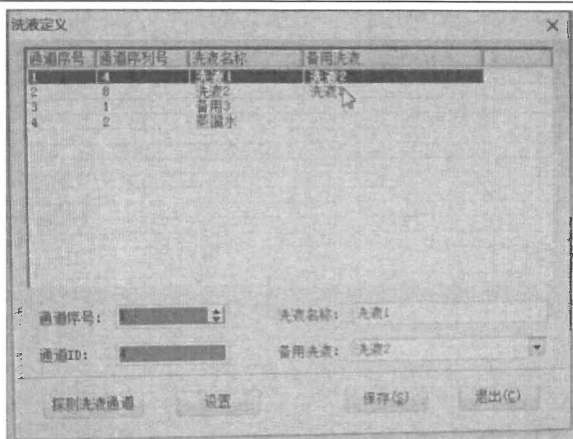 洗液定义
通道序号 通道序列号 洗液名称 备用洗液
1 4 洗液1 洗液2
2 8 洗液2 洗液
3 1 备用3
4 2 蒸馏水
通道序号: 洗液名称: 洗液1
通道ID: 4 备用洗液: 洗液2
探测洗液通道 设置 保存(S) 退出(C)